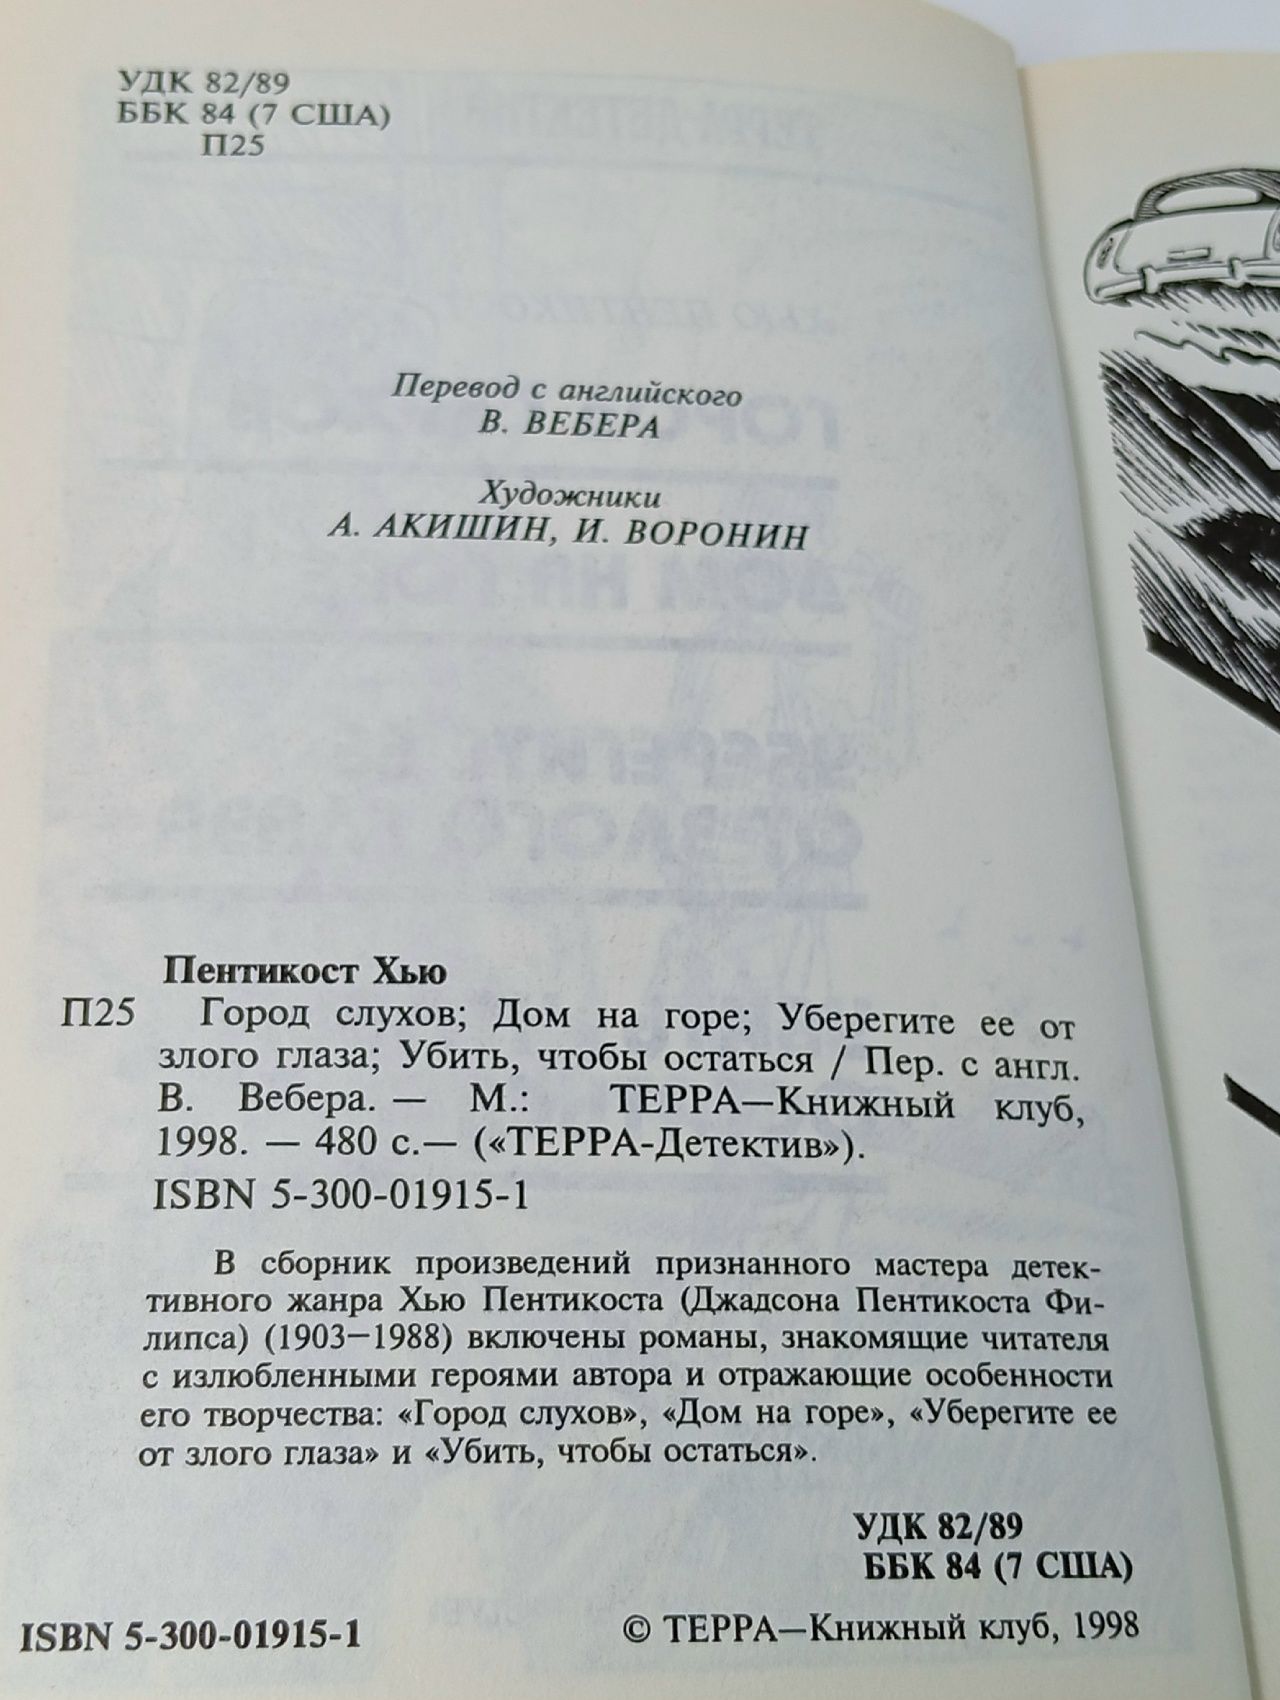 УДК 82/89
ББК 84 (7 США)
П25
Перевод с английского
В. ВЕБЕРА
Художники
А. АКИШИН, И. ВОРОНИН
Пентикост Хью
П25 Город слухов; Дом на горе; Уберегите ее от
злого глаза; Убить, чтобы остаться / Пер. с англ.
В. Вебера. — М.: ТЕРРА—Книжный клуб,
1998. — 480 с.— («ТЕРРА-Детектив»).
ISBN 5-300-01915-1
В сборник произведений признанного мастера детек-
тивного жанра Хью Пентикоста (Джадсона Пентикоста Фи-
липса) (1903—1988) включены романы, знакомящие читателя
с излюбленными героями автора и отражающие особенности
его творчества: «Город слухов», «Дом на горе», «Уберегите ее
от злого глаза» и «Убить, чтобы остаться».
УДК 82/89
ББК 84 (7 США)
ISBN 5-300-01915-1 © ТЕРРА—Книжный клуб, 1998